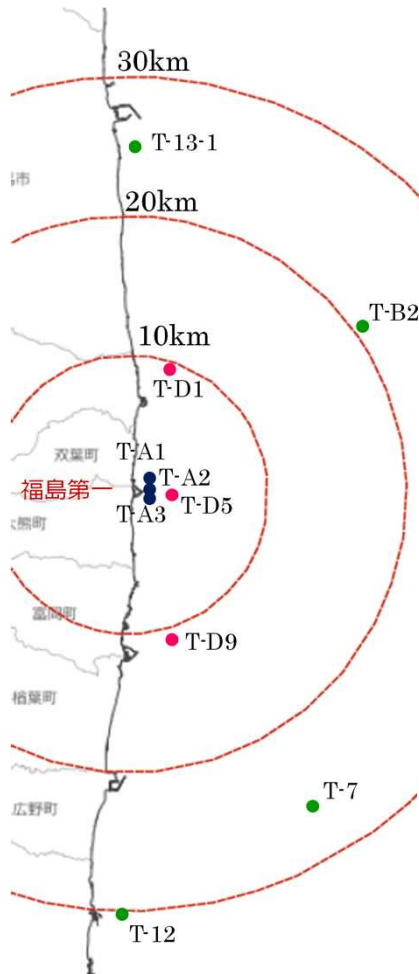 30km
T-13-1
馬市
20km
T-B2
10km
T-D1
T-A1
双葉町
T-A2
福島第一
T-A3
T-D5
大熊町
富岡町
T-D9
楢葉町
T-7
広野町
T-12